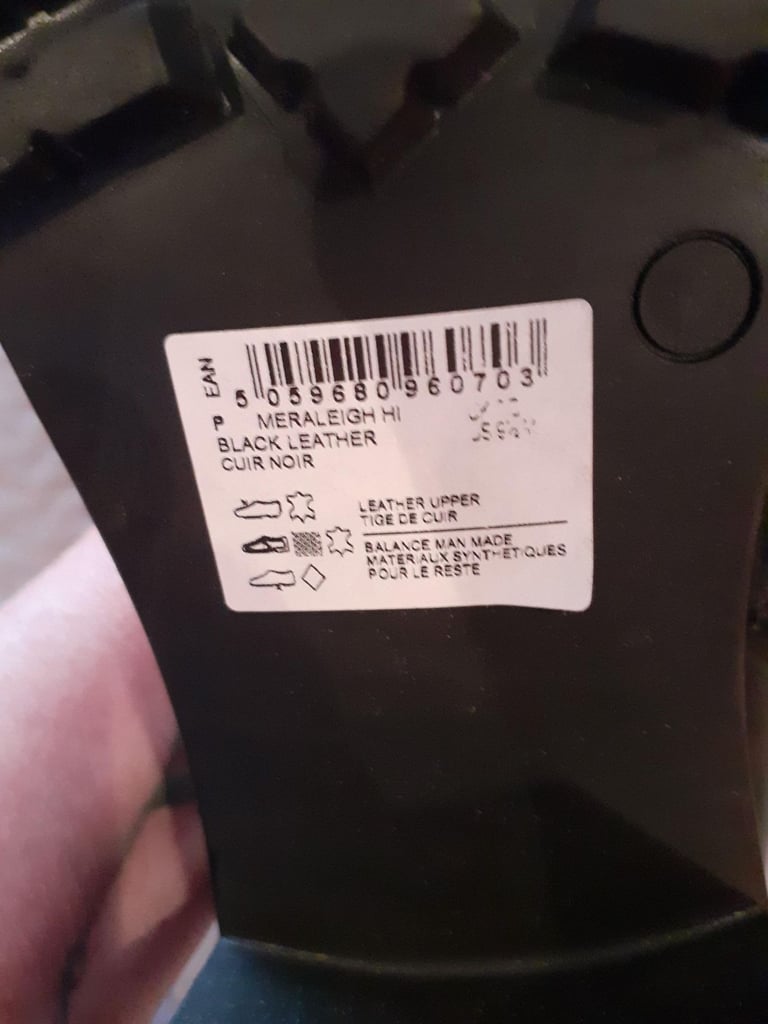 EAN
5 059680 960703
P MERALEIGH HI
BLACK LEATHER
CUIR NOIR
LEATHER UPPER
TIGE DE CUIR
BALANCE MAN MADE
MATERIAUX SYNTHETIQUES
POUR LE RESTE